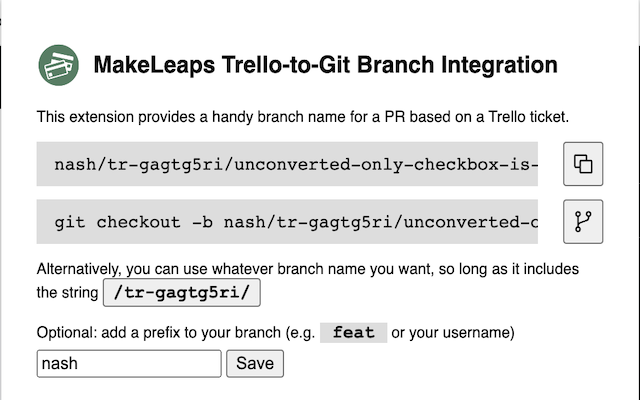 MakeLeaps Trello-to-Git Branch Integration
This extension provides a handy branch name for a PR based on a Trello ticket.
nash/tr-gagtg5ri/unconverted-only-checkbox-is-
git checkout -b nash/tr-gagtg5ri/unconverted-c
Alternatively, you can use whatever branch name you want, so long as it includes
the string /tr-gagtg5ri/
Optional: add a prefix to your branch (e.g. feat or your username)
nash Save